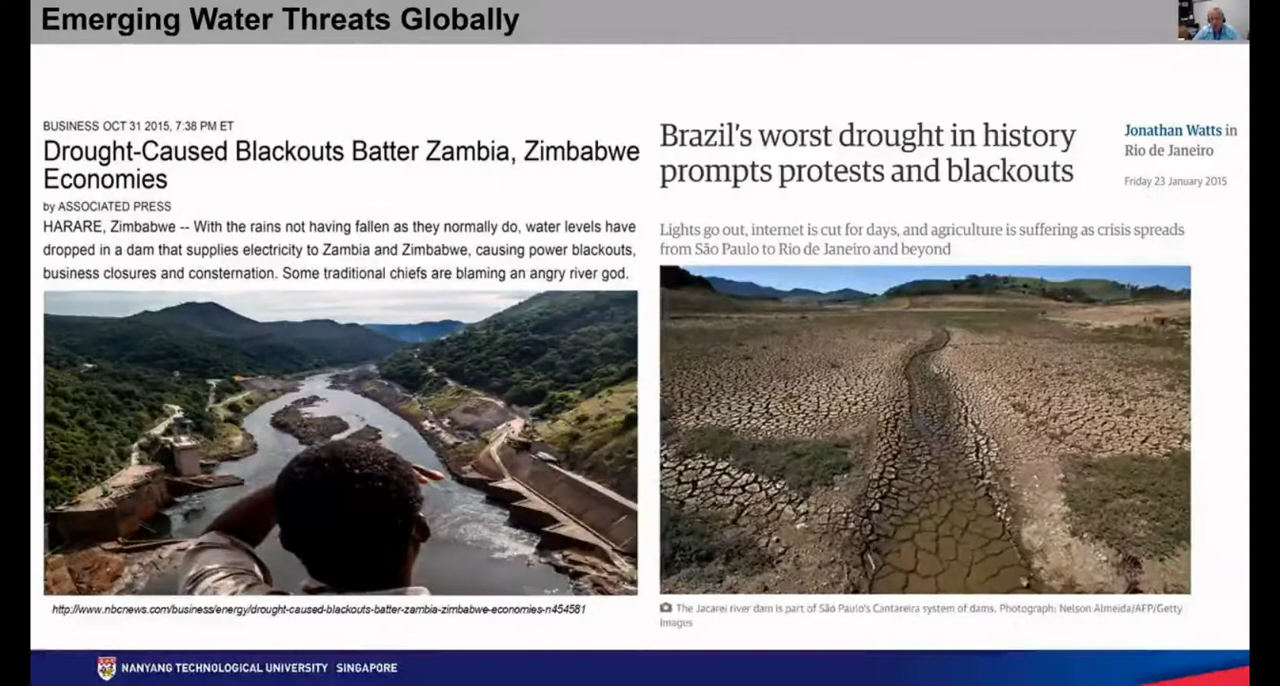 Emerging Water Threats Globally
BUSINESS OCT 31 2015, 7:38 PM ET
Drought-Caused Blackouts Batter Zambia, Zimbabwe
Economies
by ASSOCIATED PRESS
HARARE, Zimbabwe -- With the rains not having fallen as they normally do, water levels have
dropped in a dam that supplies electricity to Zambia and Zimbabwe, causing power blackouts,
business closures and consternation. Some traditional chiefs are blaming an angry river god.
http://www.nbcnews.com/business/energy/drought-caused-blackouts-batter-zambia-zimbabwe-economies-n454581
Brazil's worst drought in history
prompts protests and blackouts
Jonathan Watts in
Rio de Janeiro
Friday 23 January 2015
Lights go out, internet is cut for days, and agriculture is suffering as crisis spreads
from São Paulo to Rio de Janeiro and beyond
The Jacarei river dam is part of São Paulo's Cantareira system of dams. Photograph: Nelson Almeida/AFP/Getty
Images
NANYANG TECHNOLOGICAL UNIVERSITY | SINGAPORE